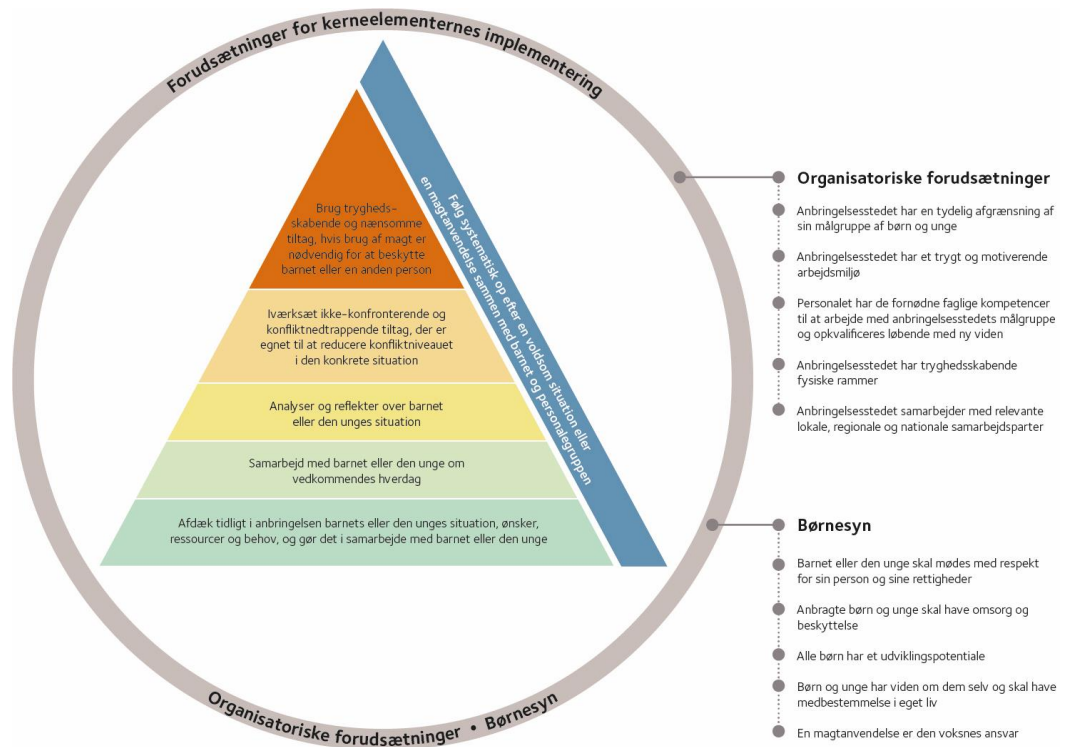 Forudsætninger for kerneelementernes implementering
Brug trygheds-
skabende og nænsomme
tiltag, hvis brug af magt er
nødvendig for at beskytte
barnet eller en anden person
Iværksæt ikke-konfronterende og
konfliktnedtrappende tiltag, der er
egnet til at reducere konfliktniveauet
i den konkrete situation
Analyser og reflekter over barnet
eller den unges situation
Samarbejd med barnet eller den unge om
vedkommendes hverdag
Afdæk tidligt i anbringelsen barnets eller den unges situation, ønsker,
ressourcer og behov, og gør det i samarbejde med barnet eller den unge
Følg systematisk op efter en voldsom situation eller
en magtanvendelse sammen med barnet og personalegruppen
Organisatoriske forudsætninger • Børnesyn
Organisatoriske forudsætninger
Anbringelsesstedet har en tydelig afgrænsning af
sin målgruppe af børn og unge
Anbringelsesstedet har et trygt og motiverende
arbejdsmiljø
Personalet har de fornødne faglige kompetencer
til at arbejde med anbringelsesstedets målgruppe
og opkvalificeres løbende med ny viden
Anbringelsesstedet har tryghedsskabende
fysiske rammer
Anbringelsesstedet samarbejder med relevante
lokale, regionale og nationale samarbejdsparter
Børnesyn
Barnet eller den unge skal mødes med respekt
for sin person og sine rettigheder
Anbragte børn og unge skal have omsorg og
beskyttelse
Alle børn har et udviklingspotentiale
Børn og unge har viden om dem selv og skal have
medbestemmelse i eget liv
En magtanvendelse er den voksnes ansvar